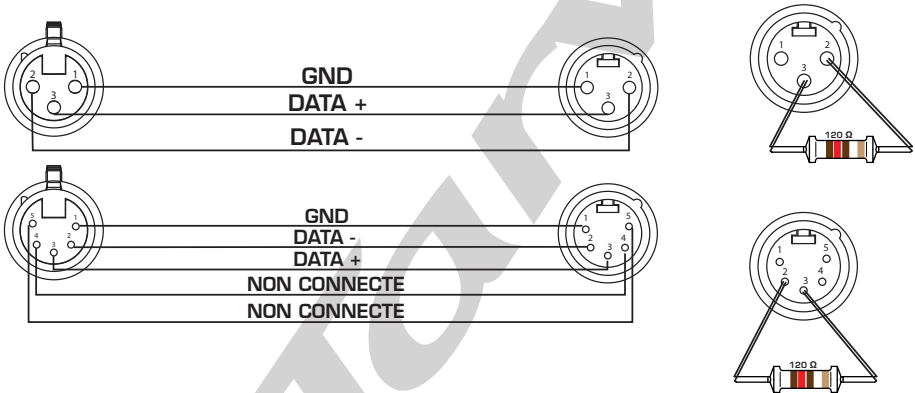 2 1 3
GND
DATA +
DATA -
1 2 3
1 2 3
120 Ω
5 1 4 2 3
GND
DATA -
DATA +
NON CONNECTE
NON CONNECTE
1 5 2 3 4
1 5 2 3 4
120 Ω